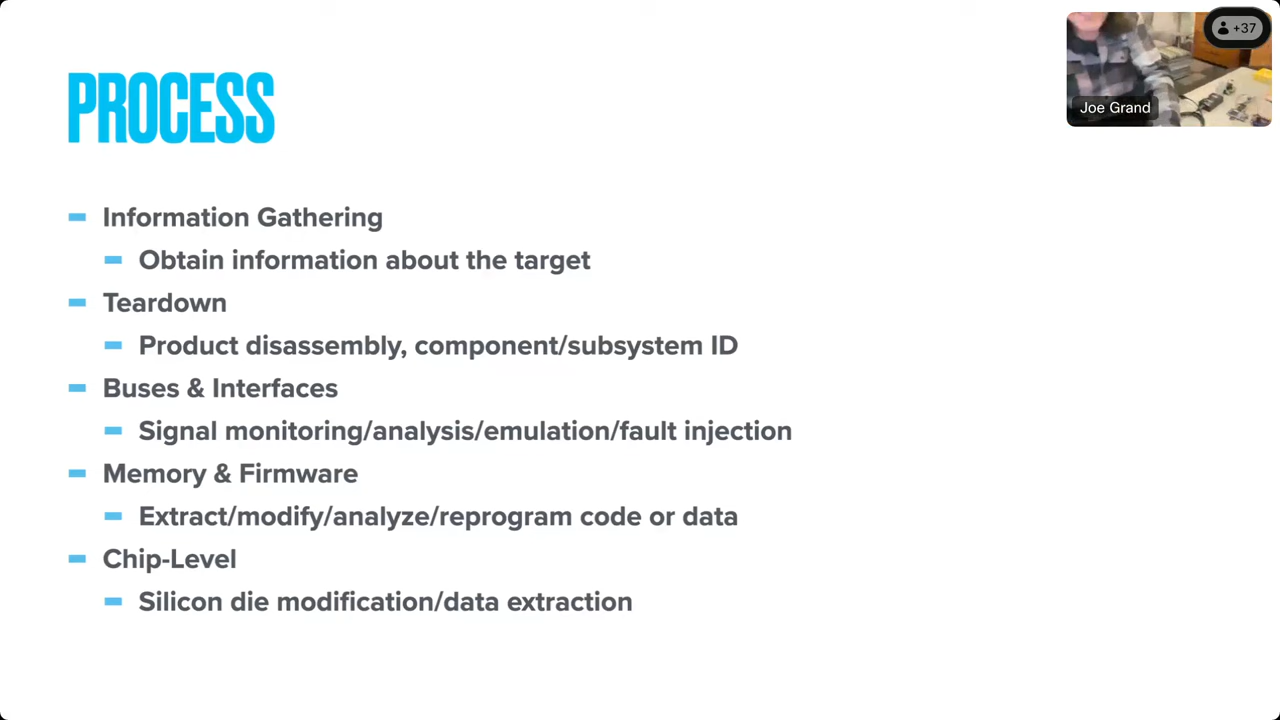 PROCESS
+37
Joe Grand
Information Gathering
Obtain information about the target
Teardown
Product disassembly, component/subsystem ID
Buses & Interfaces
Signal monitoring/analysis/emulation/fault injection
Memory & Firmware
Extract/modify/analyze/reprogram code or data
Chip-Level
Silicon die modification/data extraction